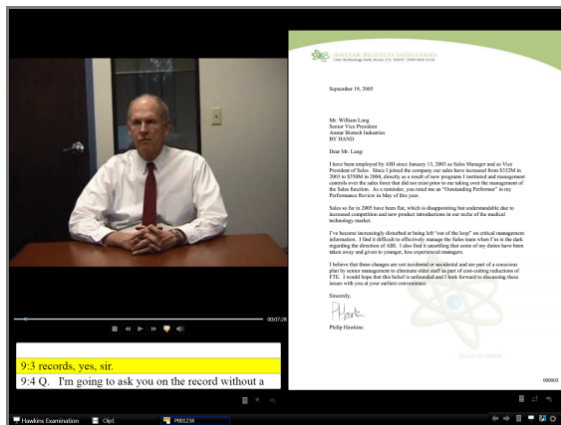 00:07:28
9:3 records, yes, sir.
9:4 Q. I'm going to ask you on the record without a
ANSTAR BIOTECH INDUSTRIES
September 19, 2005
Mr. William Lang
Senior Vice President
Anstar Biotech Industries
BY HAND
Dear Mr. Lang:
I have been employed by ABI since January 13, 2003 as Sales Manager and as Vice
President of Sales. Since I joined the company our sales have increased from $332M in
2003 to $550M in 2004, directly as a result of new programs I instituted and management
controls over the sales force that did not exist prior to me taking over the management of
the Sales function. As a reminder, you rated me an "Outstanding Performer" in my
Performance Review in May of this year.
Sales so far in 2005 have been flat, which is disappointing but understandable due to
increased competition and new product introductions in our niche of the medical
technology market.
I've become increasingly disturbed at being left "out of the loop" on critical management
information. I find it difficult to effectively manage the Sales team when I'm in the dark
regarding the direction of ABI. I also find it unsettling that some of my duties have been
taken away and given to younger, less experienced managers.
I believe that these changes are not incidental or accidental and are part of a conscious
plan by senior management to eliminate older staff as part of cost-cutting reductions of
FTE. I would hope that this belief is unfounded and I look forward to discussing these
issues with you at your earliest convenience.
Sincerely,
PHawkins
Philip Hawkins
000003
Hawkins Examination
Clip1
P00123#